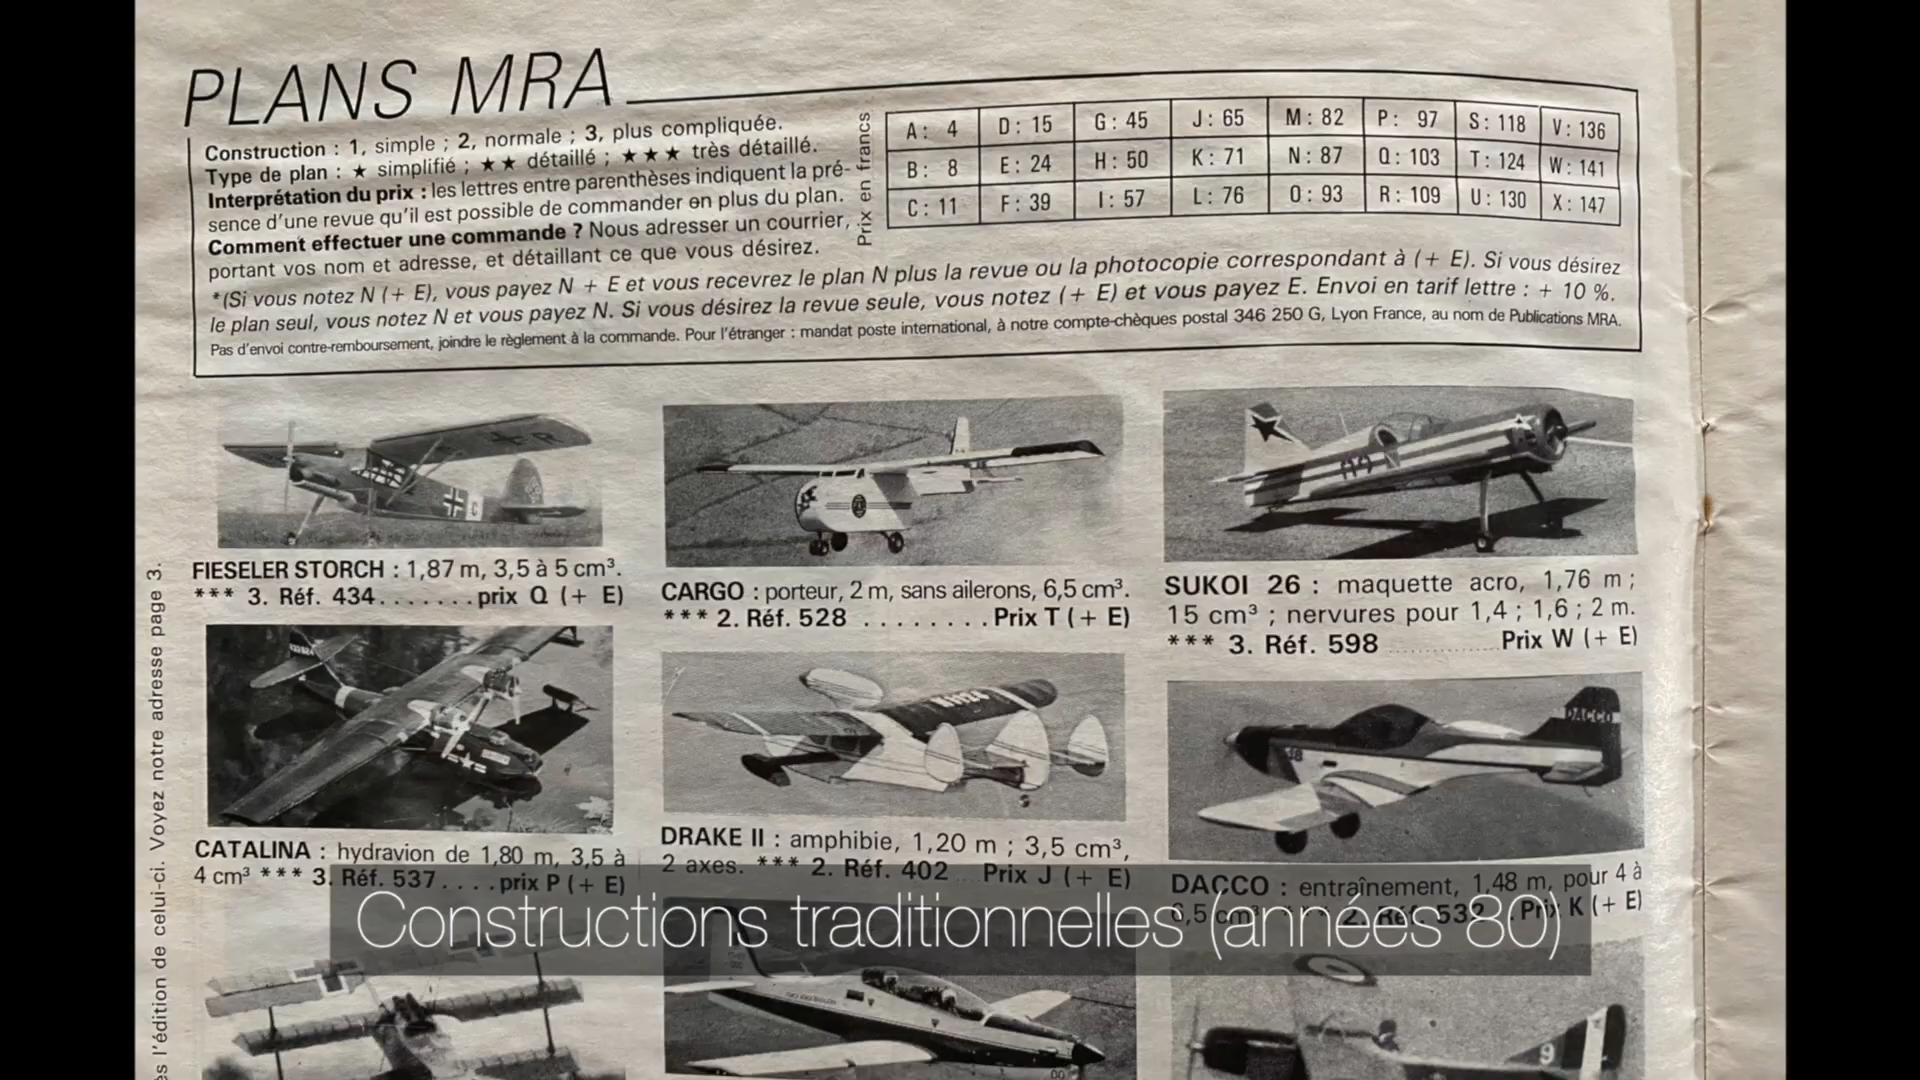 PLANS MRA
Construction : 1, simple ; 2, normale ; 3, plus compliquée.
Type de plan : ★ simplifié ; ★★ détaillé ; ★★★ très détaillé.
Interprétation du prix : les lettres entre parenthèses indiquent la pré-
sence d'une revue qu'il est possible de commander en plus du plan.
Comment effectuer une commande ? Nous adresser un courrier,
portant vos nom et adresse, et détaillant ce que vous désirez.
Prix en francs
A : 4 D : 15 G : 45 J : 65 M : 82 P : 97 S : 118 V : 136
B : 8 E : 24 H : 50 K : 71 N : 87 Q : 103 T : 124 W : 141
C : 11 F : 39 I : 57 L : 76 O : 93 R : 109 U : 130 X : 147
*(Si vous notez N (+ E), vous payez N + E et vous recevrez le plan N plus la revue ou la photocopie correspondant à (+ E). Si vous désirez
le plan seul, vous notez N et vous payez N. Si vous désirez la revue seule, vous notez (+ E) et vous payez E. Envoi en tarif lettre : + 10 %.
Pas d'envoi contre-remboursement, joindre le règlement à la commande. Pour l'étranger : mandat poste international, à notre compte-chèques postal 346 250 G, Lyon France, au nom de Publications MRA.
FIESELER STORCH : 1,87 m, 3,5 à 5 cm³.
*** 3. Réf. 434.......prix Q (+ E)
CARGO : porteur, 2 m, sans ailerons, 6,5 cm³.
*** 2. Réf. 528 ........Prix T (+ E)
SUKOI 26 : maquette acro, 1,76 m ;
15 cm³ ; nervures pour 1,4 ; 1,6 ; 2 m.
*** 3. Réf. 598 ..............Prix W (+ E)
CATALINA : hydravion de 1,80 m, 3,5 à
4 cm³ *** 3. Réf. 537....prix P (+ E)
DRAKE II : amphibie, 1,20 m ; 3,5 cm³,
2 axes. *** 2. Réf. 402 ...Prix J (+ E)
DACCO
DACCO : entraînement, 1,48 m, pour 4 à
6,5 cm³ *** 2. Réf. 532 ..Prix K (+ E)
9
l'édition de celui-ci. Voyez notre adresse page 3.
Constructions traditionnelles (années 80)